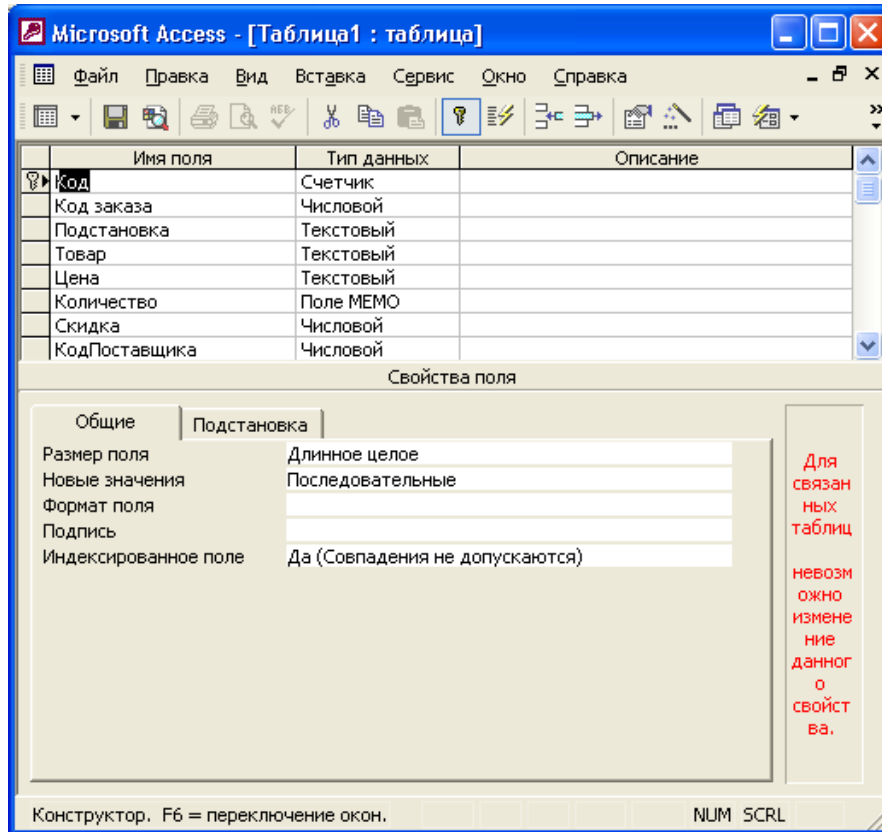 Microsoft Access - [Таблица1 : таблица]
Файл Правка Вид Вставка Сервис Окно Справка
Имя поля Тип данных Описание
Код Счетчик
Код заказа Числовой
Подстановка Текстовый
Товар Текстовый
Цена Текстовый
Количество Поле МЕМО
Скидка Числовой
КодПоставщика Числовой
Свойства поля
Общие Подстановка
Размер поля Длинное целое
Новые значения Последовательные
Формат поля
Подпись
Индексированное поле Да (Совпадения не допускаются)
Для
связан
ных
таблиц
невозм
ожно
измене
ние
данног
о
свойст
ва.
Конструктор. F6 = переключение окон. NUM SCRL